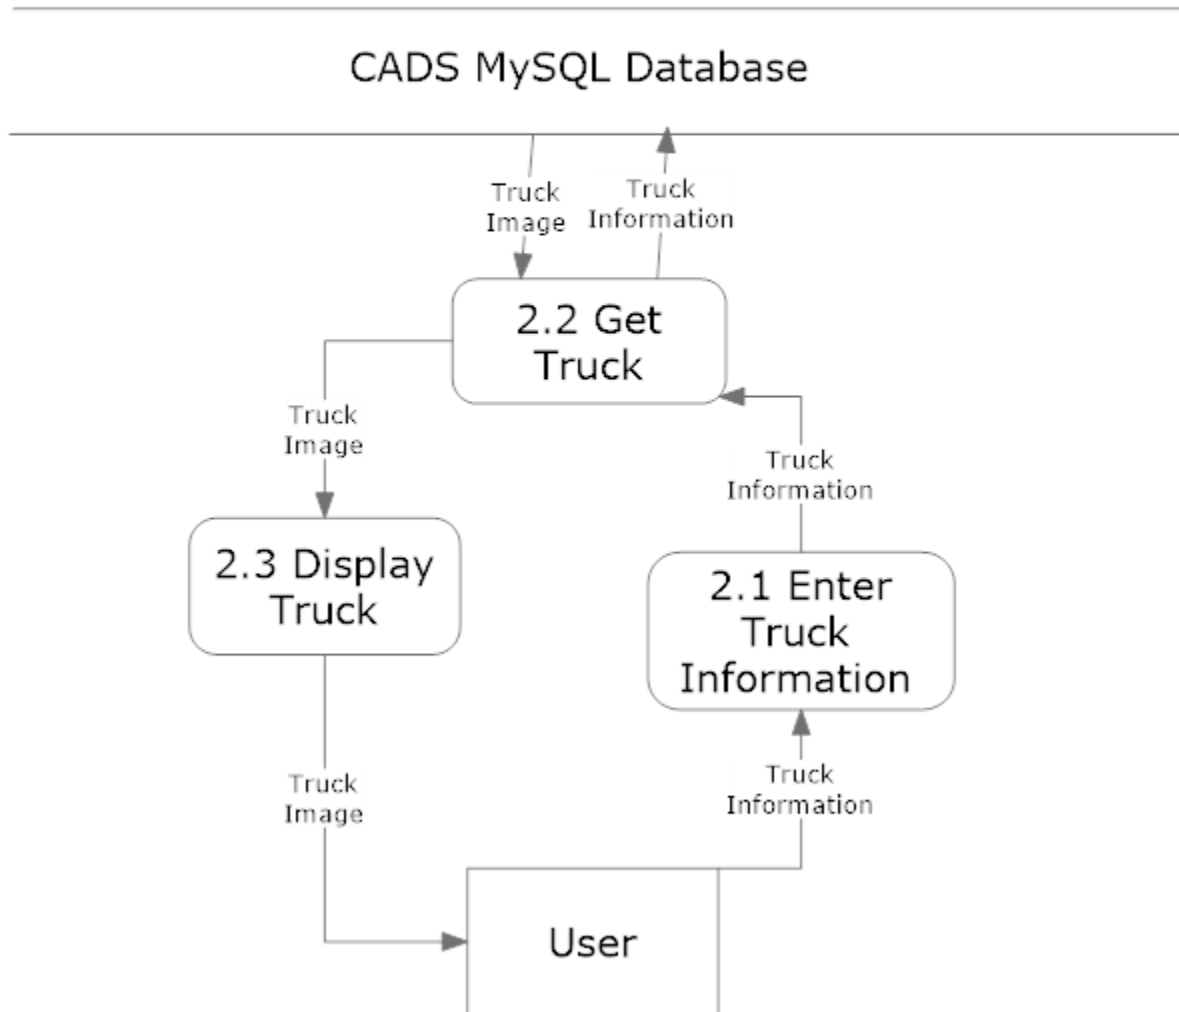 CADS MySQL Database
Truck
Image
Truck
Information
2.2 Get
Truck
Truck
Image
Truck
Information
2.3 Display
Truck
2.1 Enter
Truck
Information
Truck
Image
Truck
Information
User